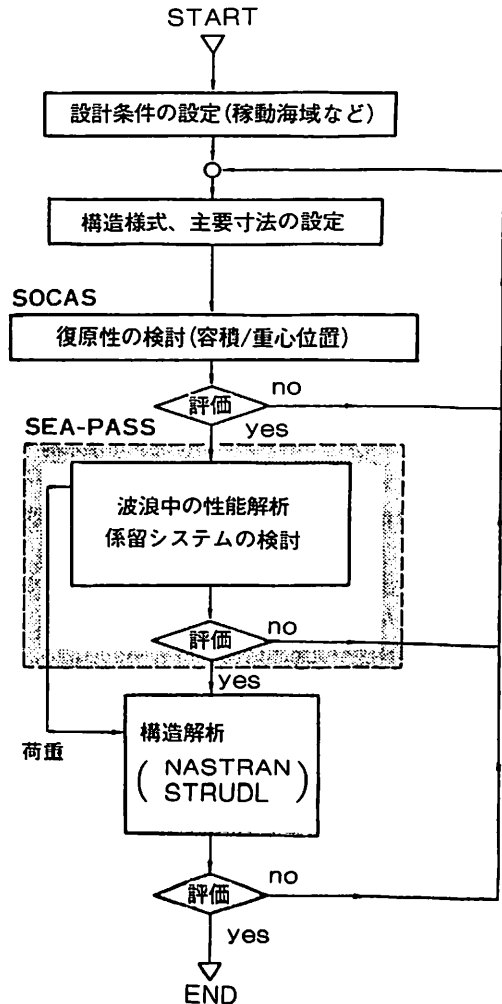 START
設計条件の設定(稼動海域など)
構造様式、主要寸法の設定
SOCAS
復原性の検討(容積/重心位置)
評価
no
yes
SEA-PASS
波浪中の性能解析
係留システムの検討
評価
no
yes
荷重
構造解析
( NASTRAN
STRUDL )
評価
no
yes
END